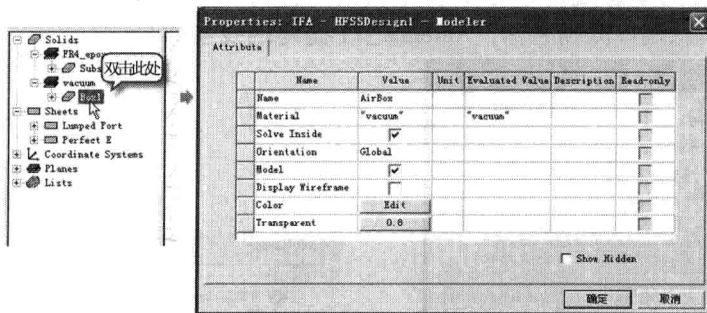 Properties: IFA - HFSSDesign1 - Modeler
Attribute
Solids
FR4_epo
Subs
双击此处
vacuum
Box1
Sheets
Lumped Port
Perfect E
Coordinate Systems
Planes
Lists
Name Value Unit Evaluated Value Description Read-only
Name AirBox
Material "vacuum" "vacuum"
Solve Inside
Orientation Global
Model
Display Wireframe
Color Edit
Transparent 0.8
Show Hidden
确定 取消